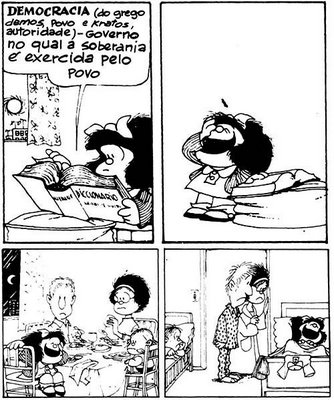 DEMOCRACIA (do grego
demos, povo e kratos,
autoridade)-Governo
no qual a soberania
é exercida pelo
povo
DICCIONARIO